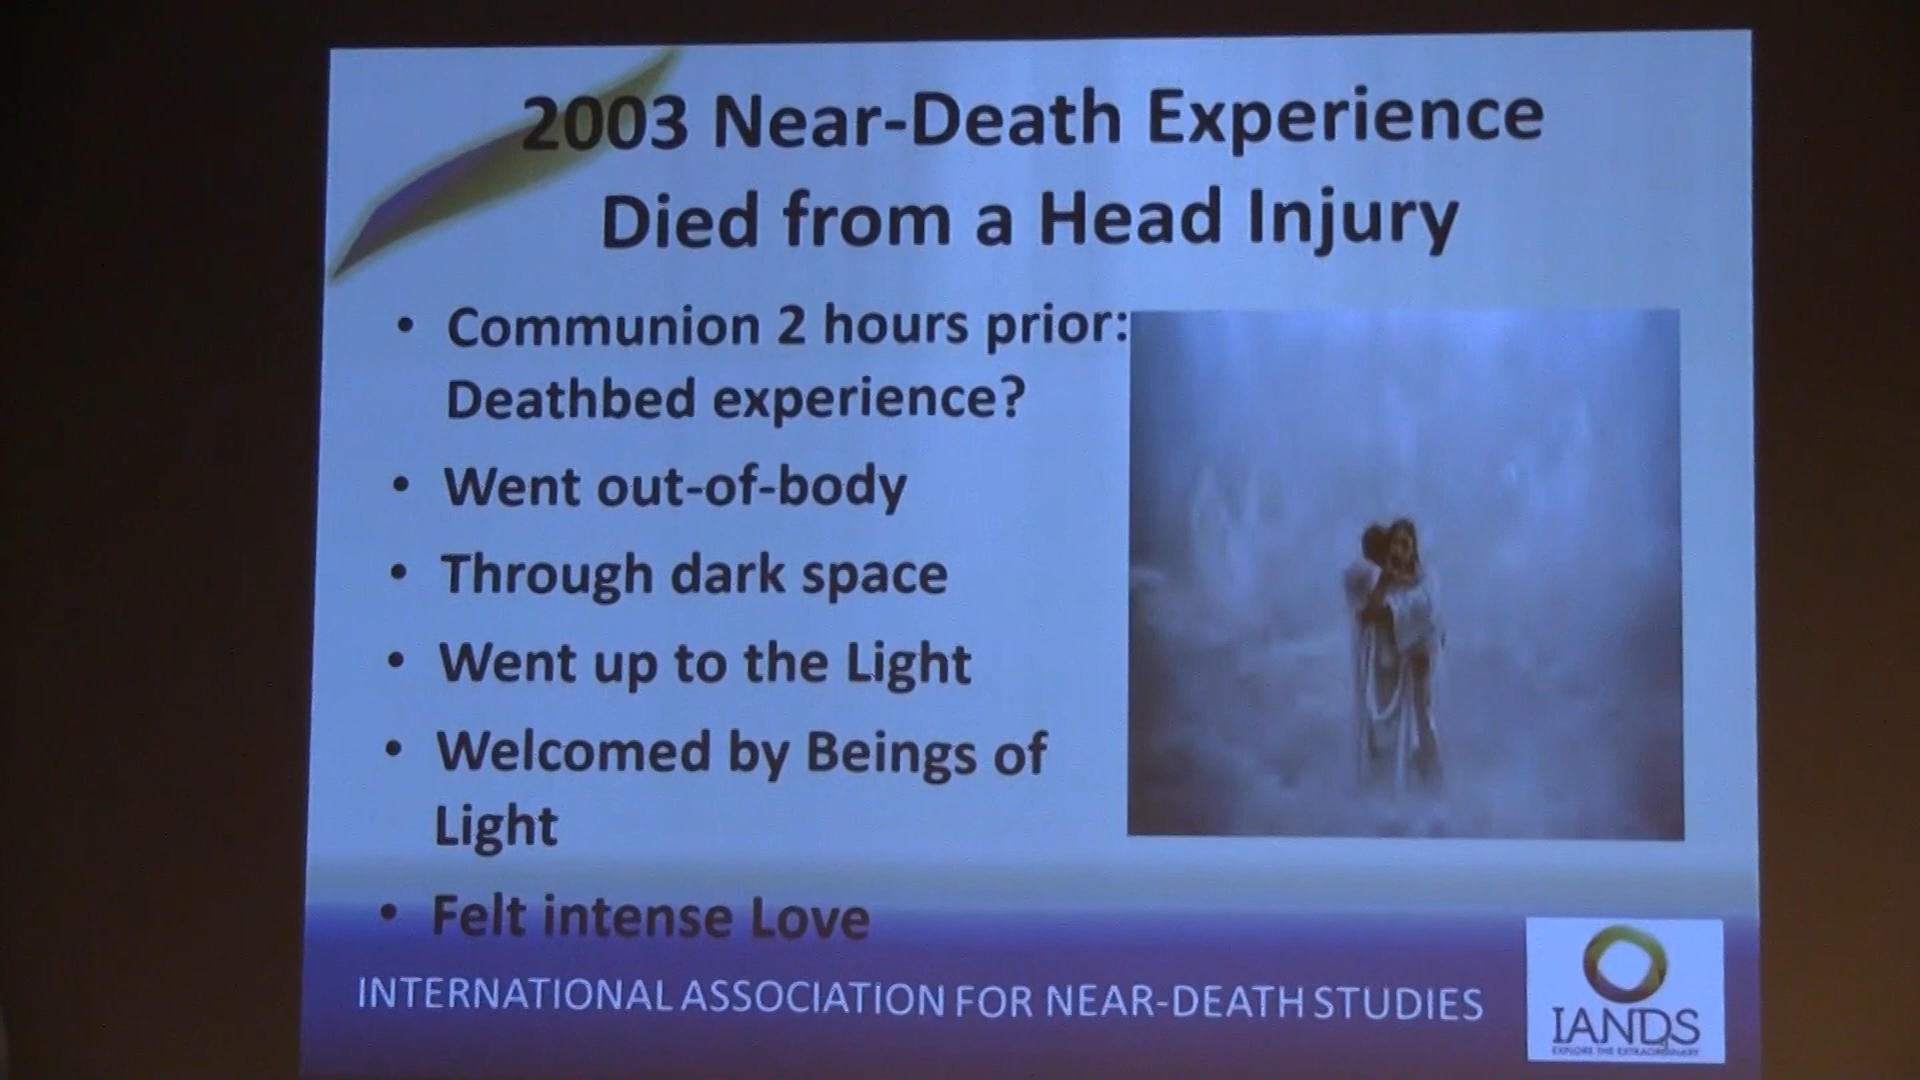 2003 Near-Death Experience
Died from a Head Injury
• Communion 2 hours prior:
Deathbed experience?
• Went out-of-body
• Through dark space
• Went up to the Light
• Welcomed by Beings of
Light
• Felt intense Love
INTERNATIONAL ASSOCIATION FOR NEAR-DEATH STUDIES
IANDS
EXPLORE THE EXTRAORDINARY